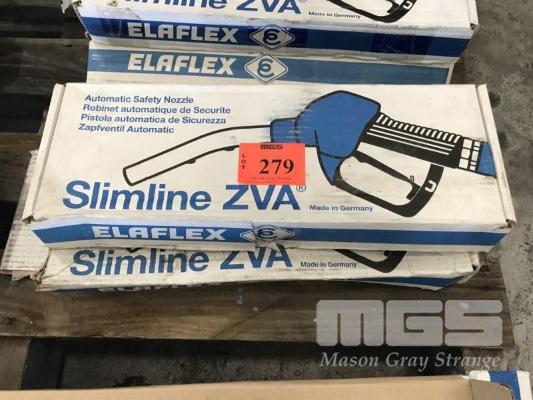 Slimline ZVA®
Made in Germany
ELAFLEX
ELAFLEX
Automatic Safety Nozzle
Robinet automatique de Securite
Pistola automatica de Sicurezza
Zapfventil Automatic
MGS
LOT
279
Slimline ZVA®
Made in Germany
ELAFLEX
Slimline ZVA
Made in Germany
ELAFLEX
MGS
Mason Gray Strange